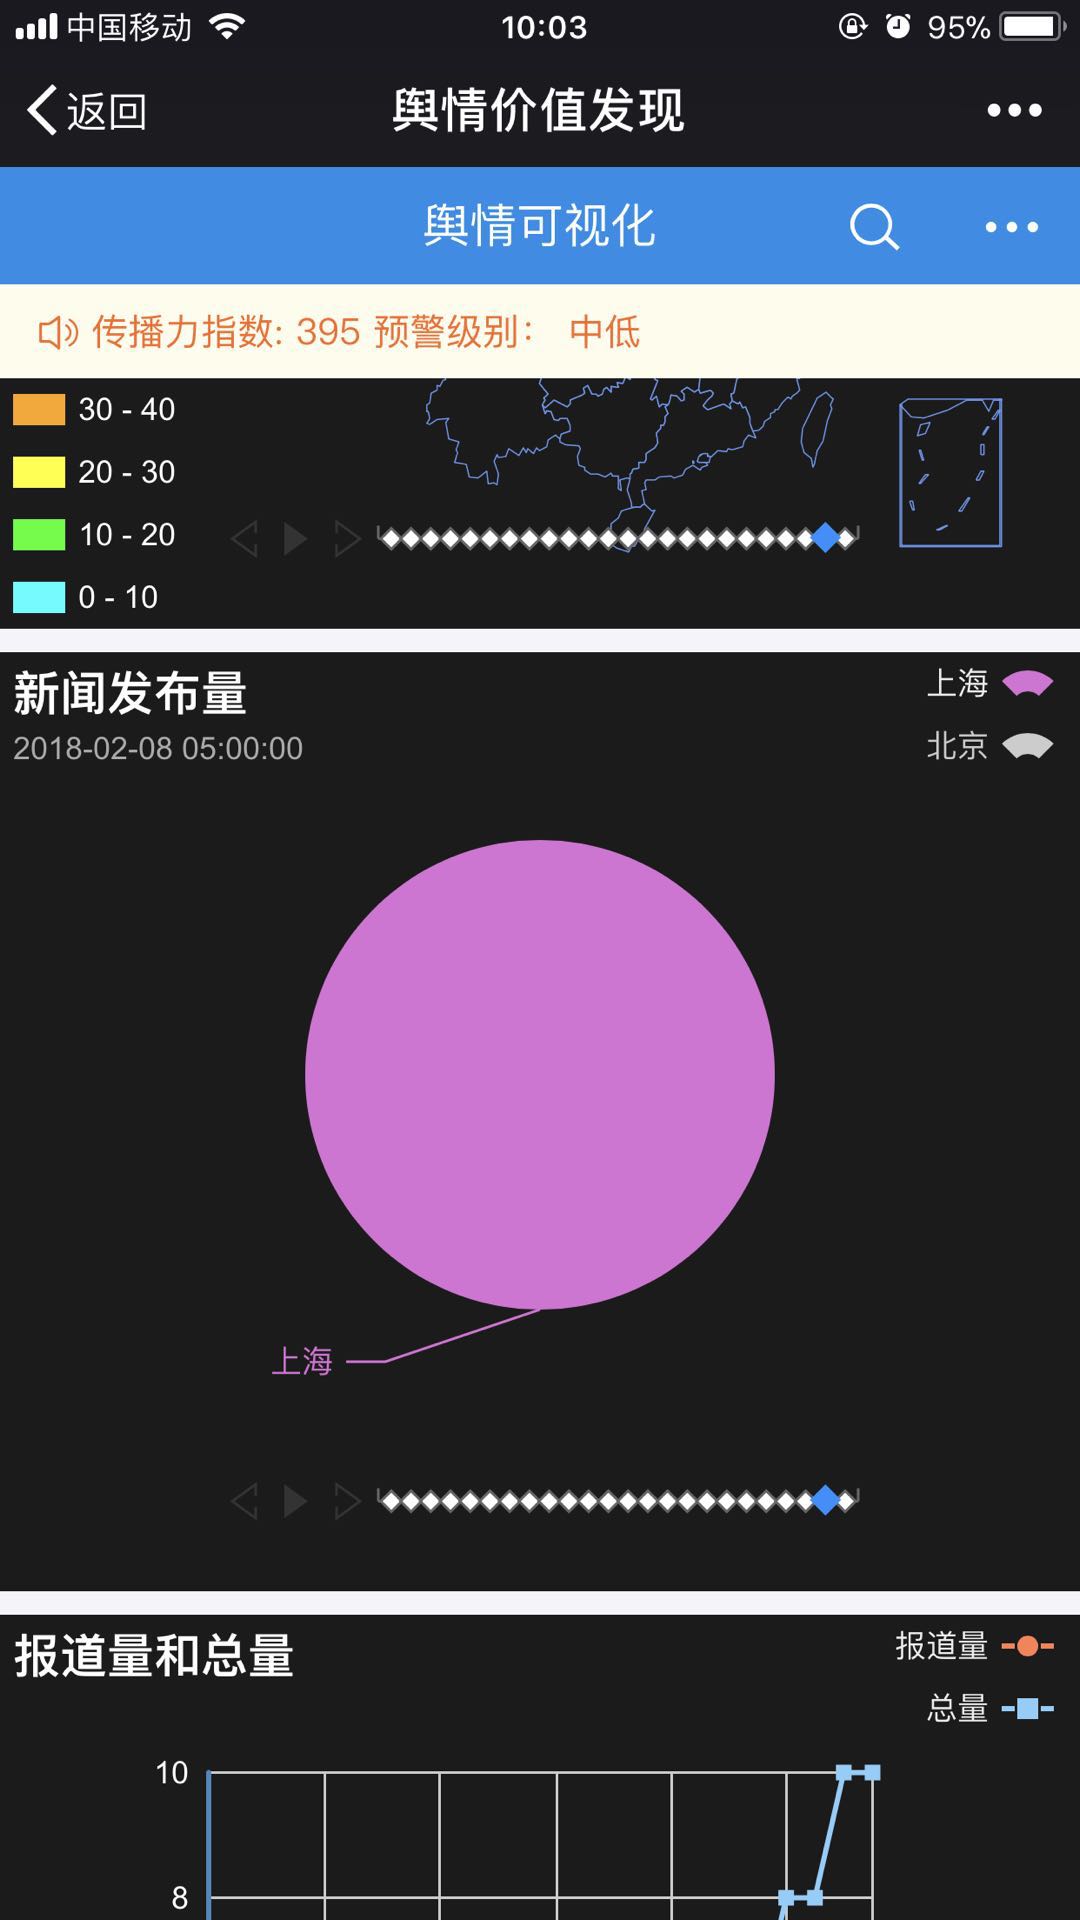 中国移动 10:03 95%
返回 舆情价值发现
舆情可视化
传播力指数: 395 预警级别： 中低
30 - 40
20 - 30
10 - 20
0 - 10
新闻发布量
2018-02-08 05:00:00
上海
北京
上海
报道量和总量
报道量
总量
10
8